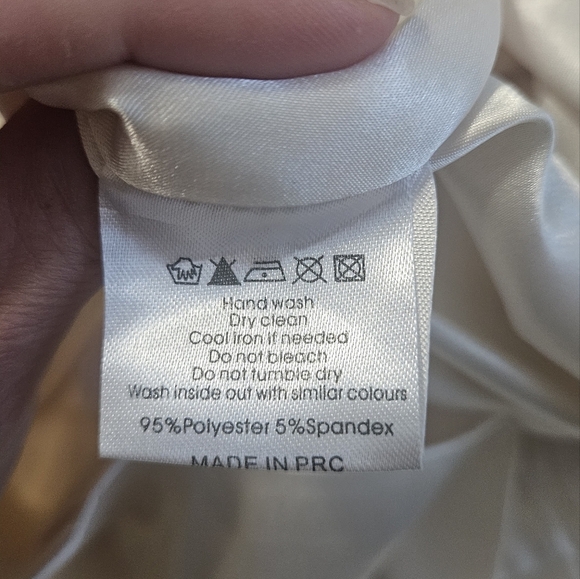 Hand wash
Dry clean
Cool iron if needed
Do not bleach
Do not tumble dry
Wash inside out with similar colours
95%Polyester 5%Spandex
MADE IN PRC